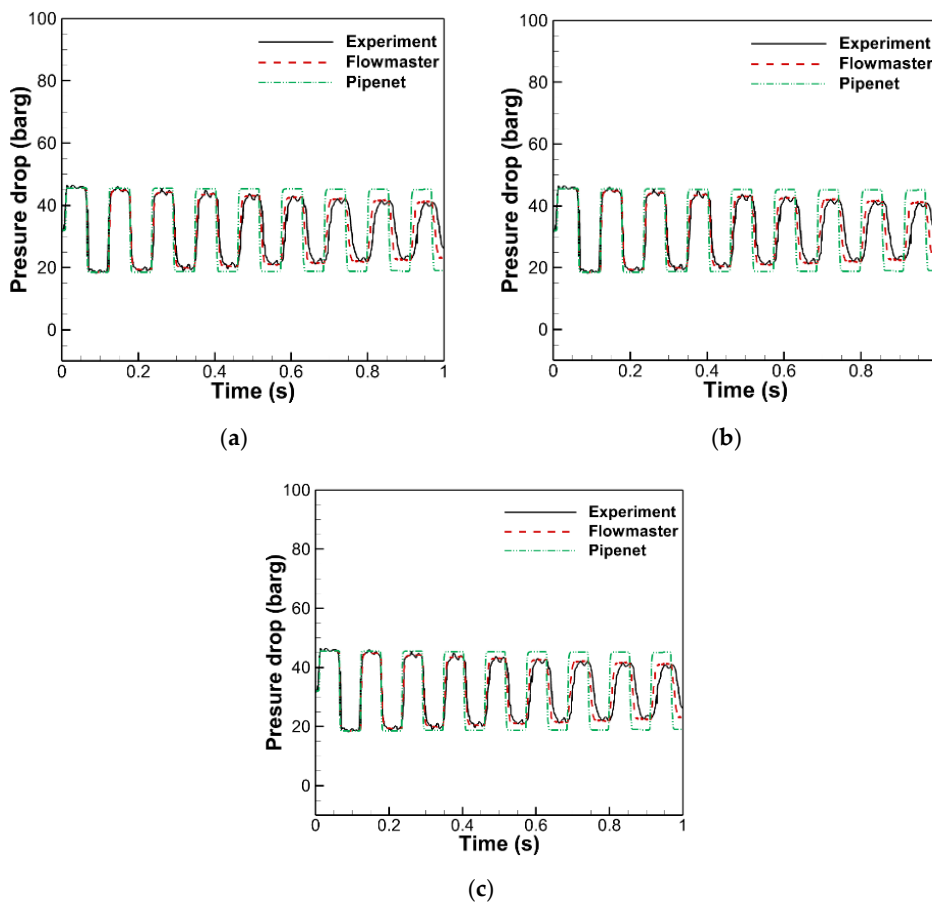 100
80
60
40
20
0
Presure drop (barg)
Experiment
Flowmaster
Pipenet
0 0.2 0.4 0.6 0.8 1
Time (s)
(a)
100
80
60
40
20
0
Presure drop (barg)
Experiment
Flowmaster
Pipenet
0 0.2 0.4 0.6 0.8
Time (s)
(b)
100
80
60
40
20
0
Presure drop (barg)
Experiment
Flowmaster
Pipenet
0 0.2 0.4 0.6 0.8 1
Time (s)
(c)